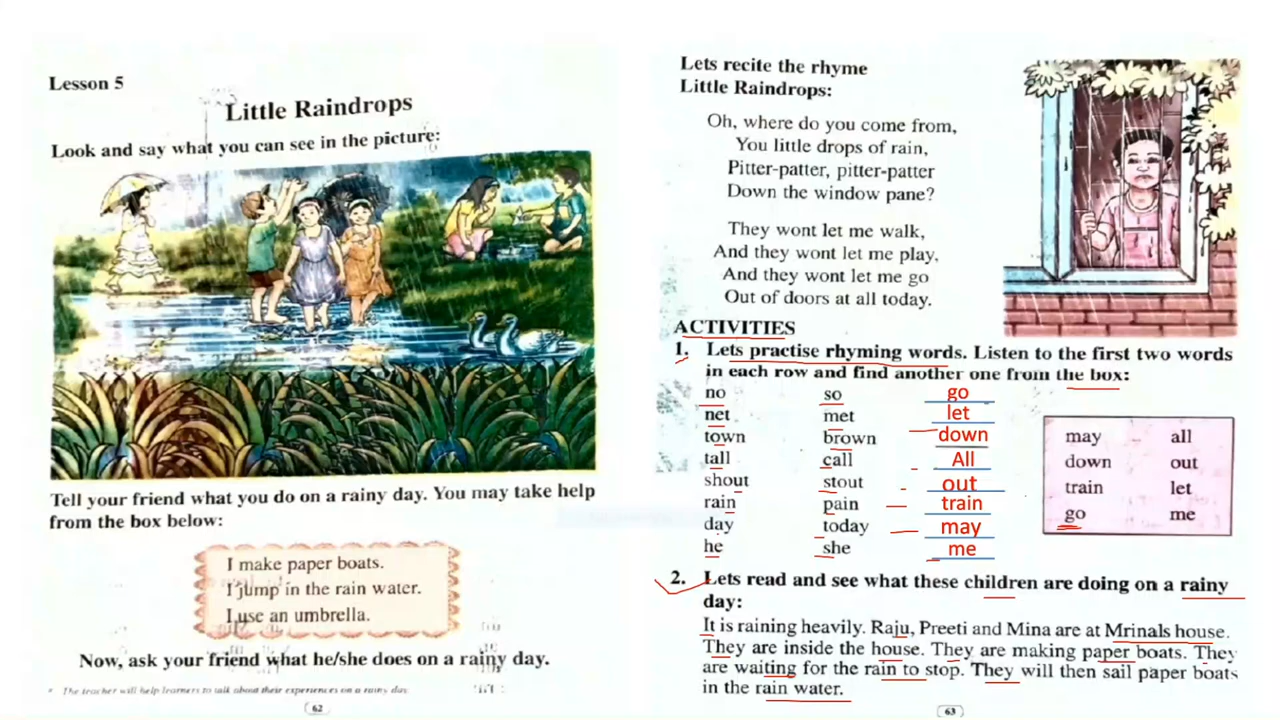 Lesson 5
Little Raindrops
Look and say what you can see in the picture:
Tell your friend what you do on a rainy day. You may take help
from the box below:
I make paper boats.
I jump in the rain water.
I use an umbrella.
Now, ask your friend what he/she does on a rainy day.
* The teacher will help learners to talk about their experiences on a rainy day
62
Lets recite the rhyme
Little Raindrops:
Oh, where do you come from,
You little drops of rain,
Pitter-patter, pitter-patter
Down the window pane?
They wont let me walk,
And they wont let me play,
And they wont let me go
Out of doors at all today.
ACTIVITIES
1. Lets practise rhyming words. Listen to the first two words
in each row and find another one from the box:
no so go
net met let
town brown down
tall call All
shout stout out
rain pain train
day today may
he she me
may all
down out
train let
go me
2. Lets read and see what these children are doing on a rainy
day:
It is raining heavily. Raju, Preeti and Mina are at Mrinals house.
They are inside the house. They are making paper boats. They
are waiting for the rain to stop. They will then sail paper boats
in the rain water.
63